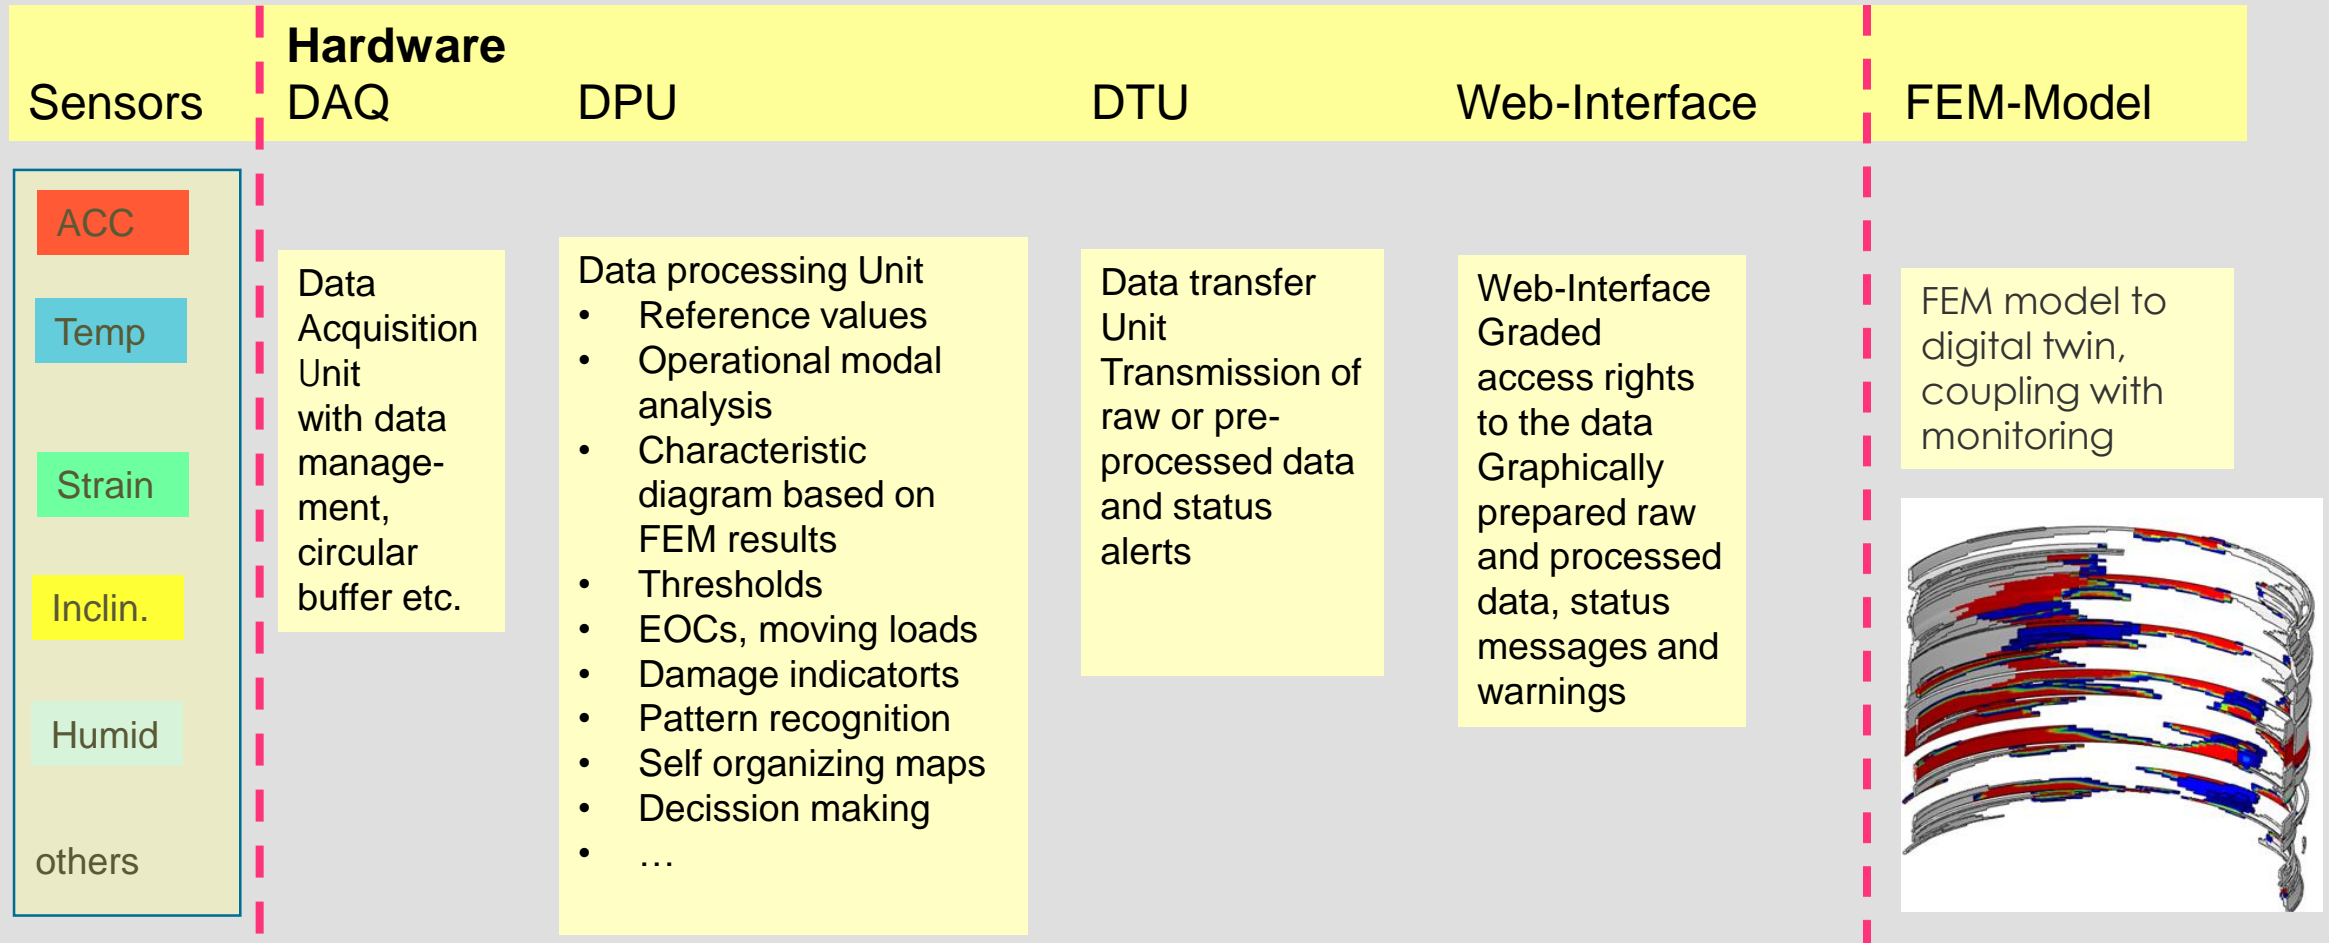 Hardware
Sensors
DAQ
DPU
DTU
Web-Interface
FEM-Model
ACC
Temp
Strain
Inclin.
Humid
others
Data
Acquisition
Unit
with data
manage-
ment,
circular
buffer etc.
Data processing Unit
• Reference values
• Operational modal
analysis
• Characteristic
diagram based on
FEM results
• Thresholds
• EOCs, moving loads
• Damage indicatorts
• Pattern recognition
• Self organizing maps
• Decission making
• …
Data transfer
Unit
Transmission of
raw or pre-
processed data
and status
alerts
Web-Interface
Graded
access rights
to the data
Graphically
prepared raw
and processed
data, status
messages and
warnings
FEM model to
digital twin,
coupling with
monitoring